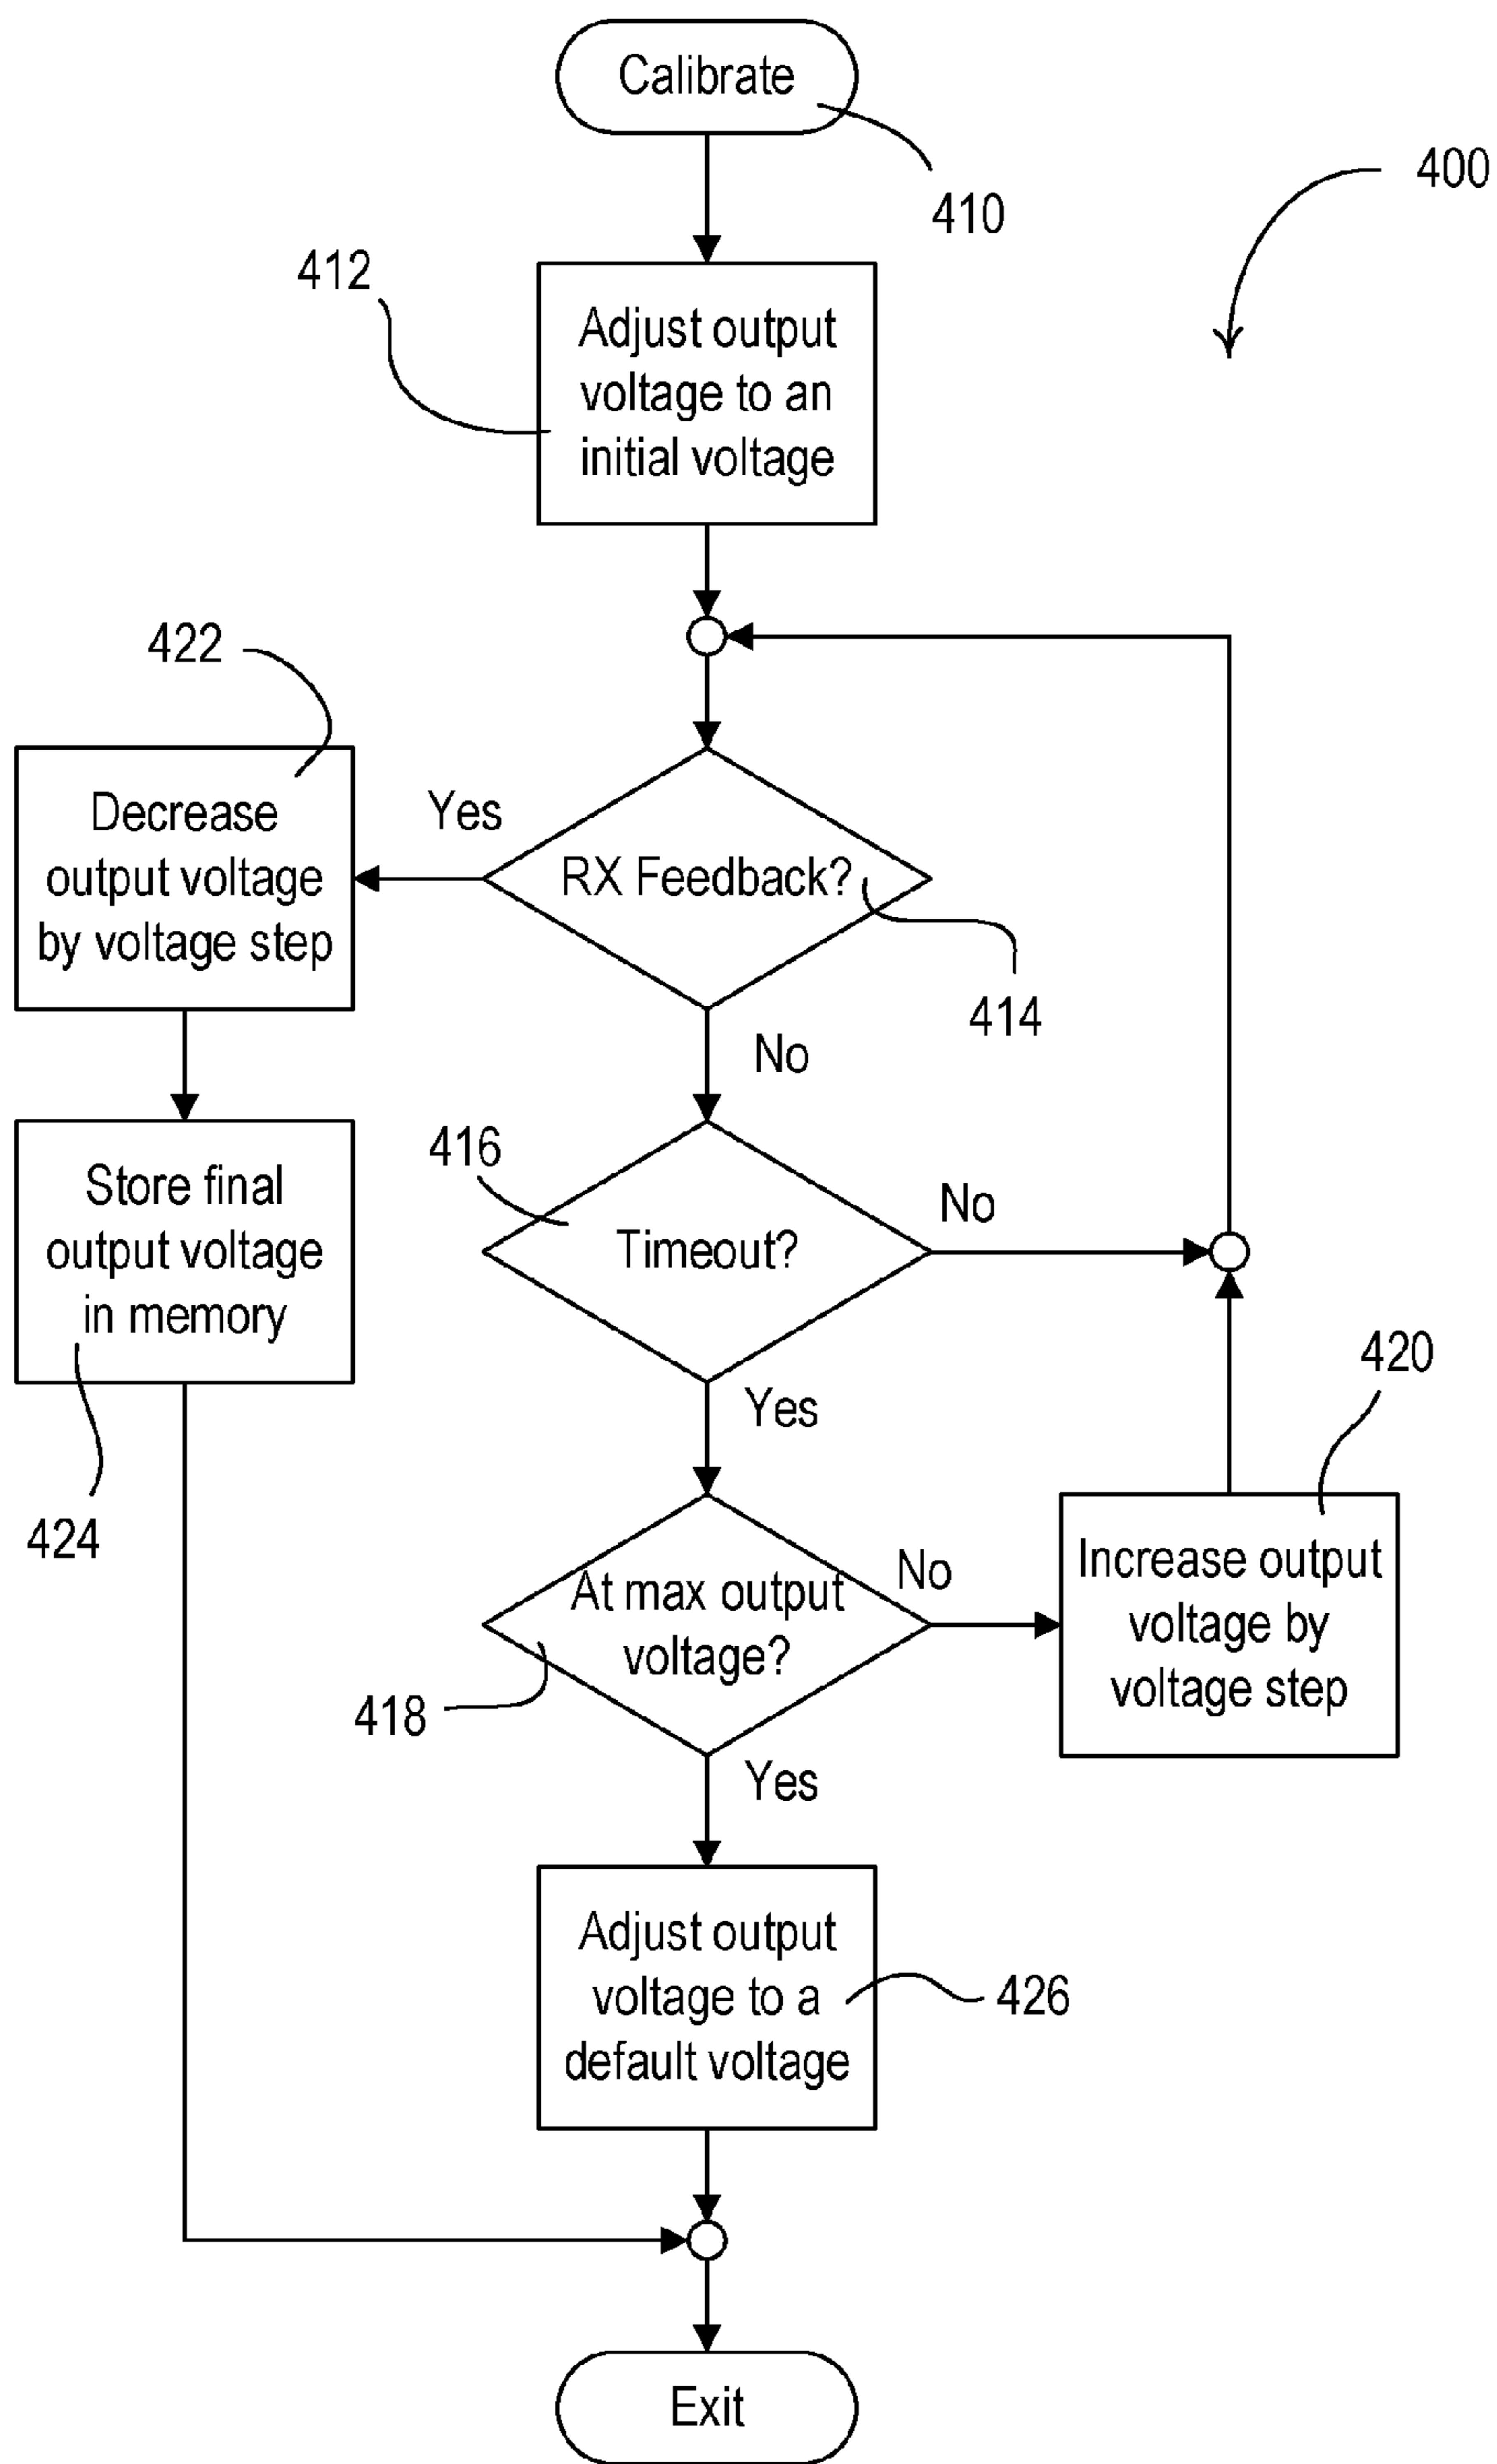 Calibrate
410
400
412
Adjust output
voltage to an
initial voltage
422
Decrease
output voltage
by voltage step
Yes
RX Feedback?
414
No
416
Timeout?
No
Store final
output voltage
in memory
424
Yes
420
At max output
voltage?
No
418
Increase output
voltage by
voltage step
Yes
Adjust output
voltage to a
default voltage
426
Exit